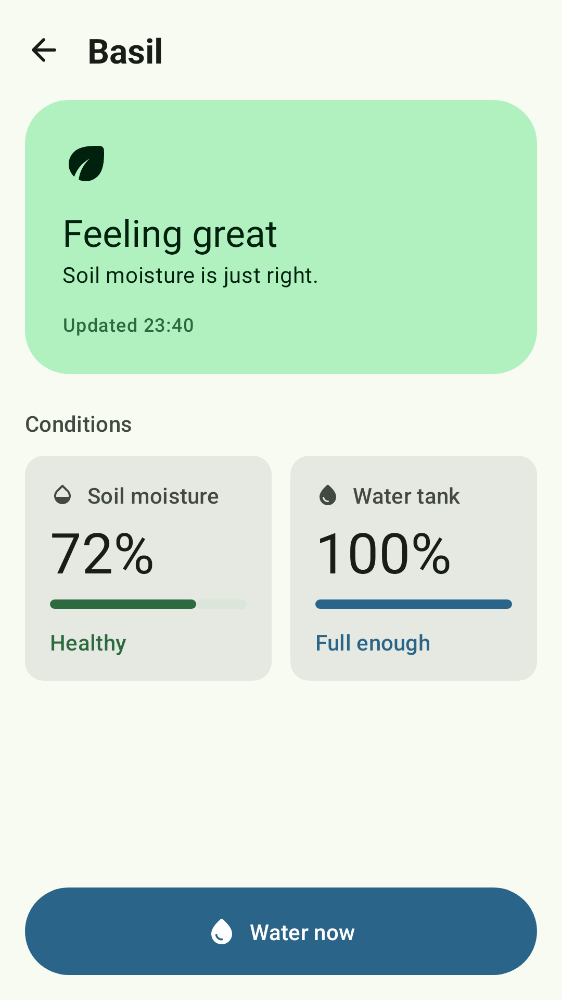 Basil
Feeling great
Soil moisture is just right.
Updated 23:40
Conditions
Soil moisture
72%
Healthy
Water tank
100%
Full enough
Water now